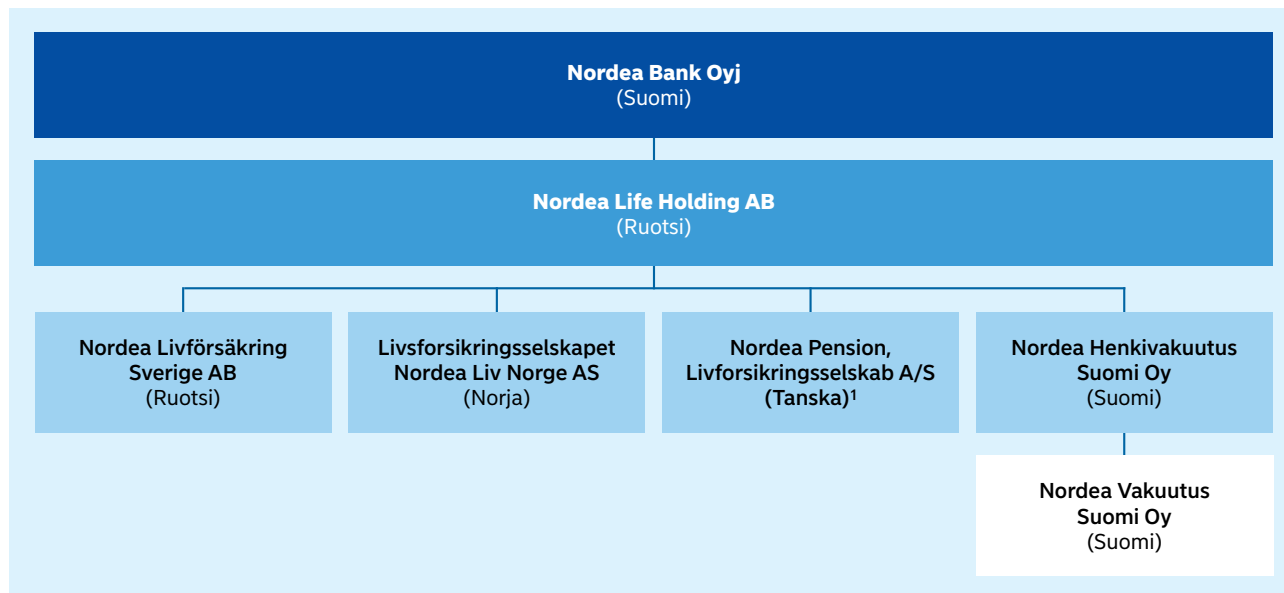 Nordea Bank Oyj
(Suomi)
Nordea Life Holding AB
(Ruotsi)
Nordea Livförsäkring
Sverige AB
(Ruotsi)
Livsforsikringsselskapet
Nordea Liv Norge AS
(Norja)
Nordea Pension,
Livforsikringsselskab A/S
(Tanska)¹
Nordea Henkivakuutus
Suomi Oy
(Suomi)
Nordea Vakuutus
Suomi Oy
(Suomi)